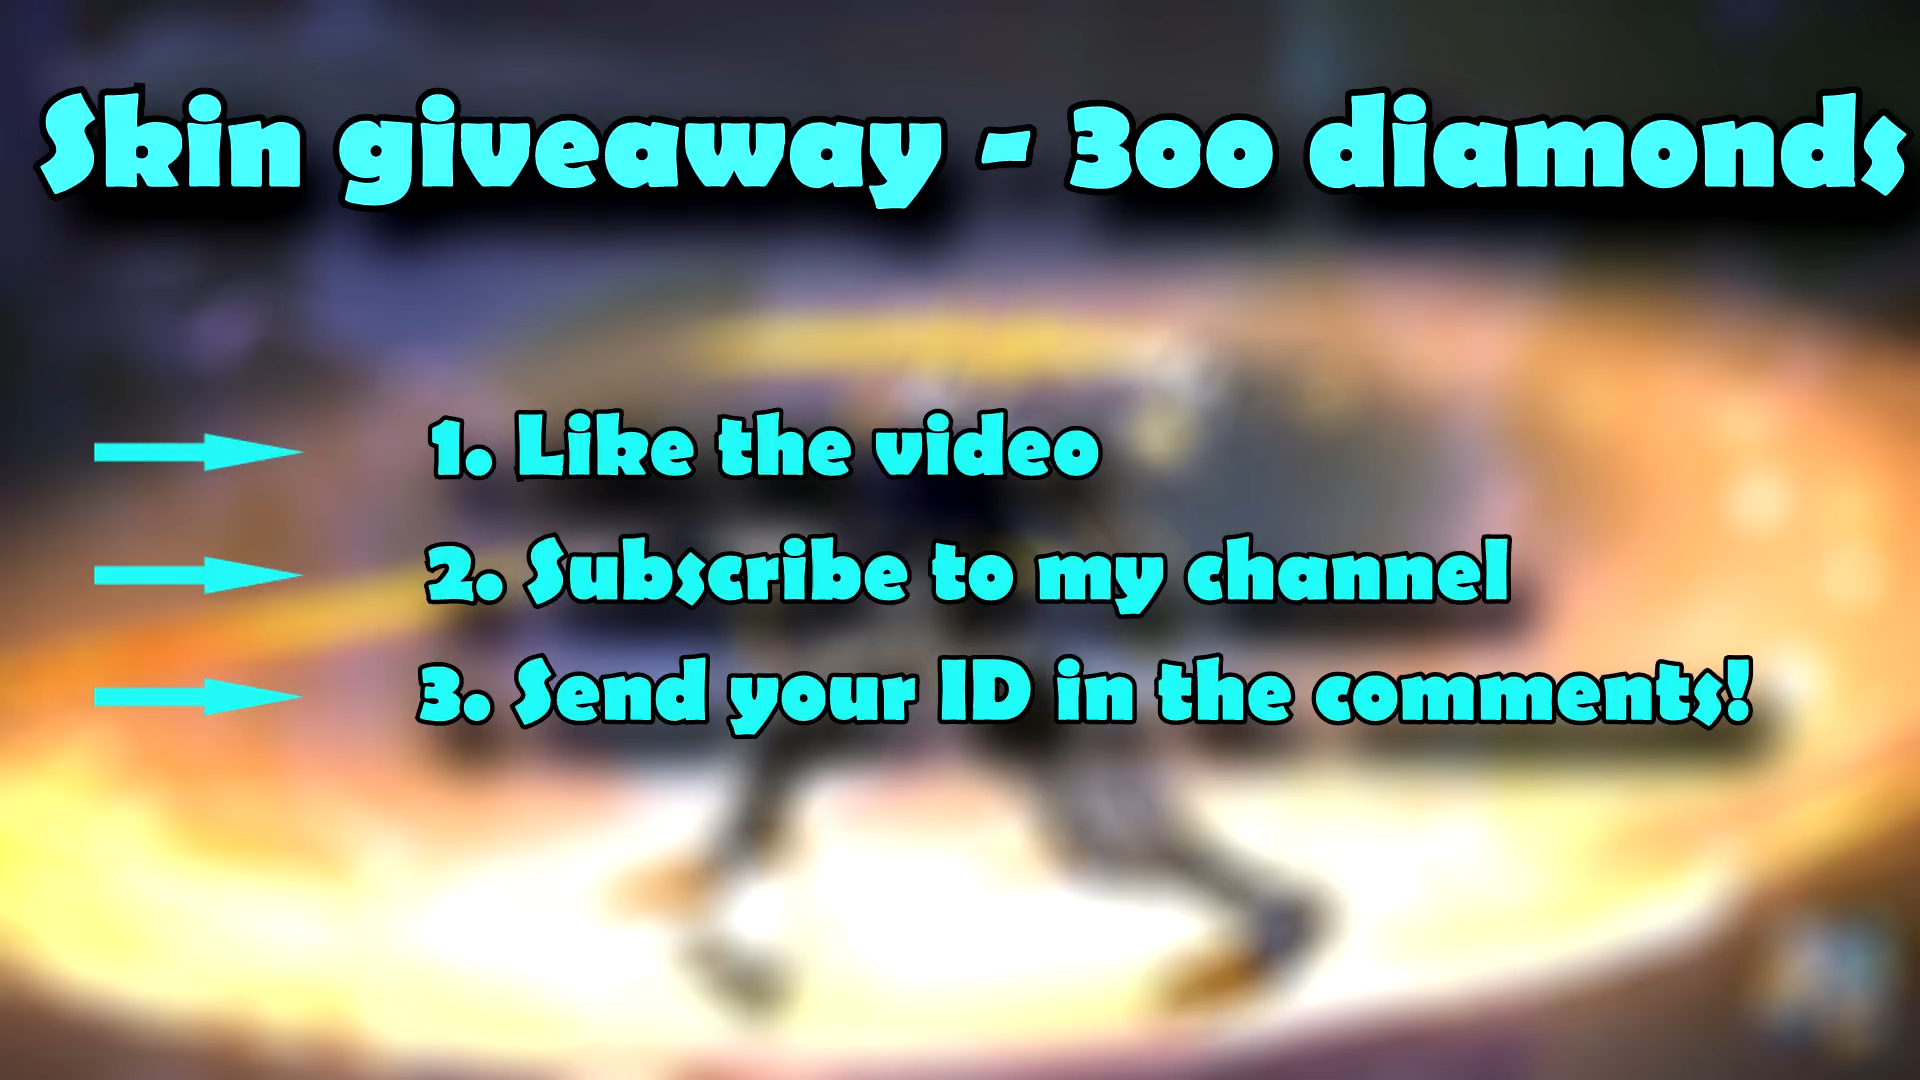 Skin giveaway - 300 diamonds
1. Like the video
2. Subscribe to my channel
3. Send your ID in the comments!